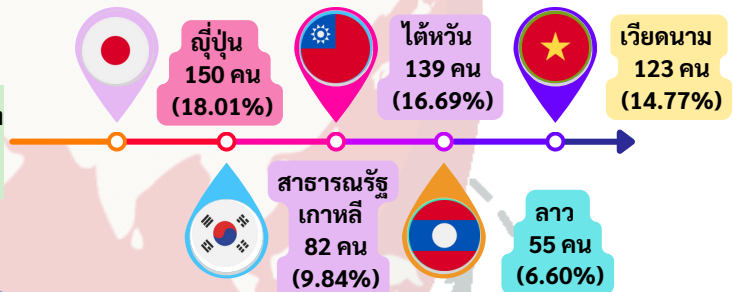 ญี่ปุ่น
150 คน
(18.01%)
ไต้หวัน
139 คน
(16.69%)
เวียดนาม
123 คน
(14.77%)
สาธารณรัฐ
เกาหลี
82 คน
(9.84%)
ลาว
55 คน
(6.60%)